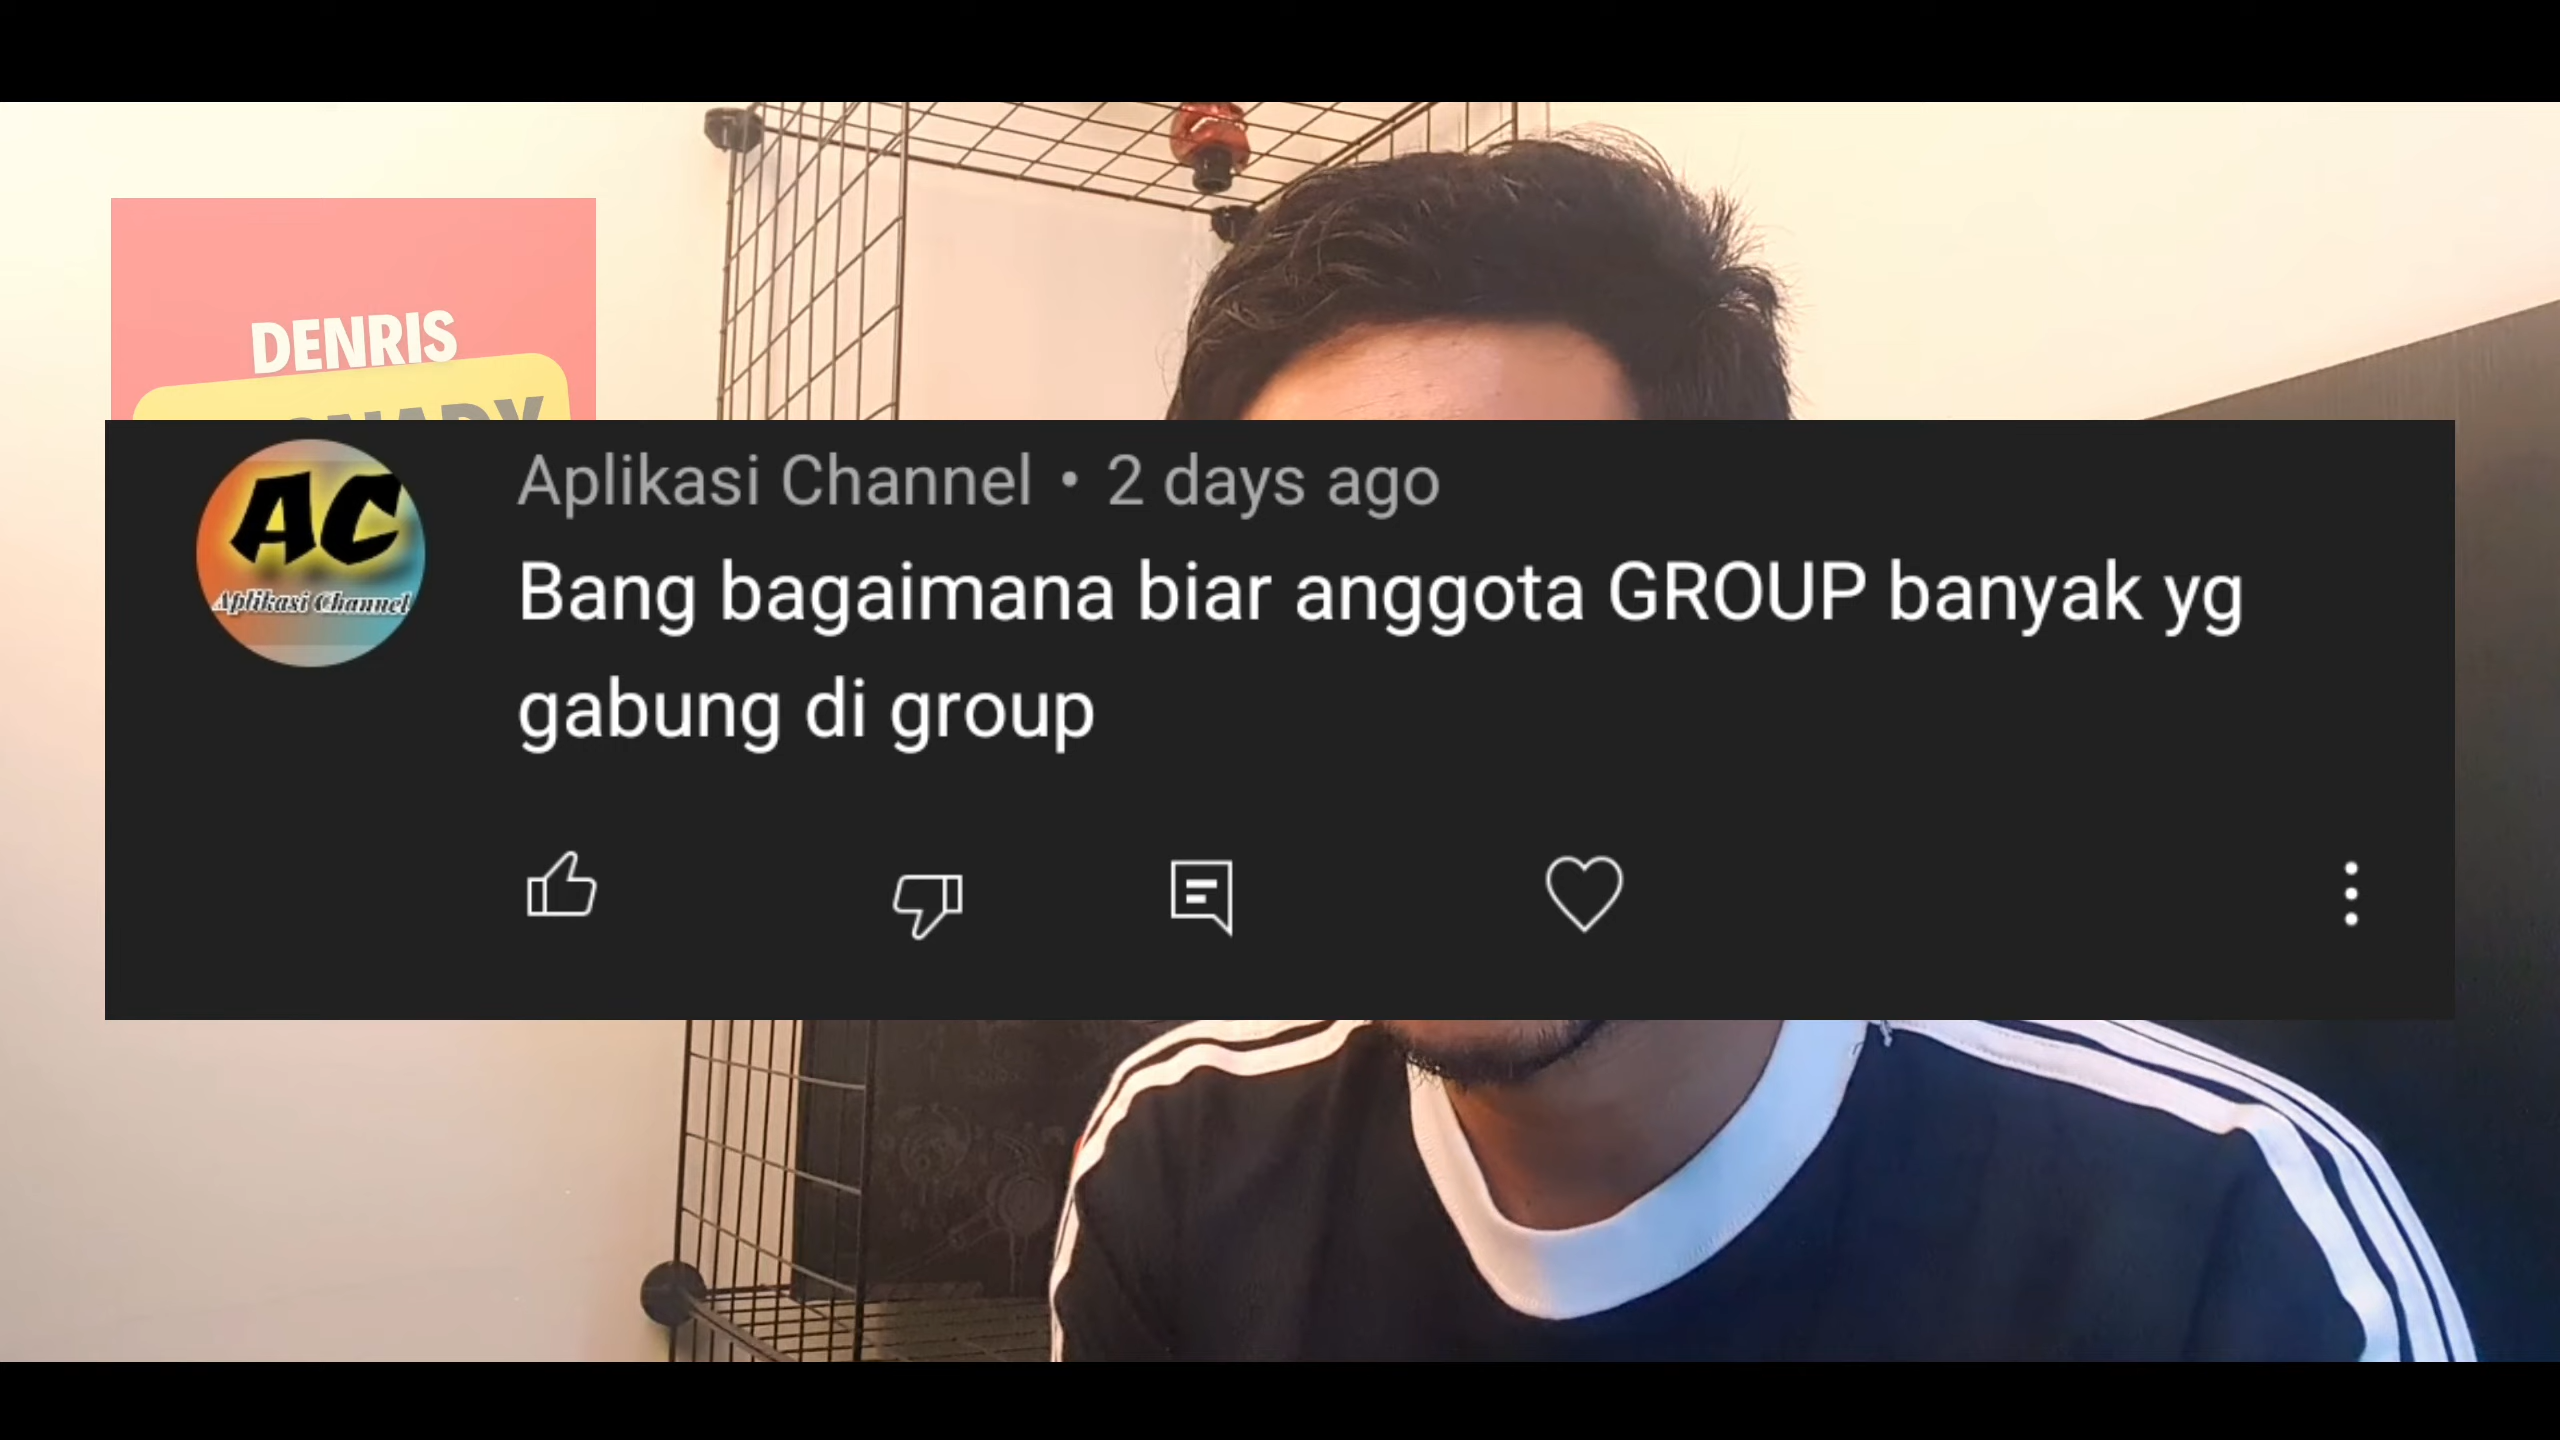 DENRIS
AC
Aplikasi Channel
Aplikasi Channel • 2 days ago
Bang bagaimana biar anggota GROUP banyak yg
gabung di group